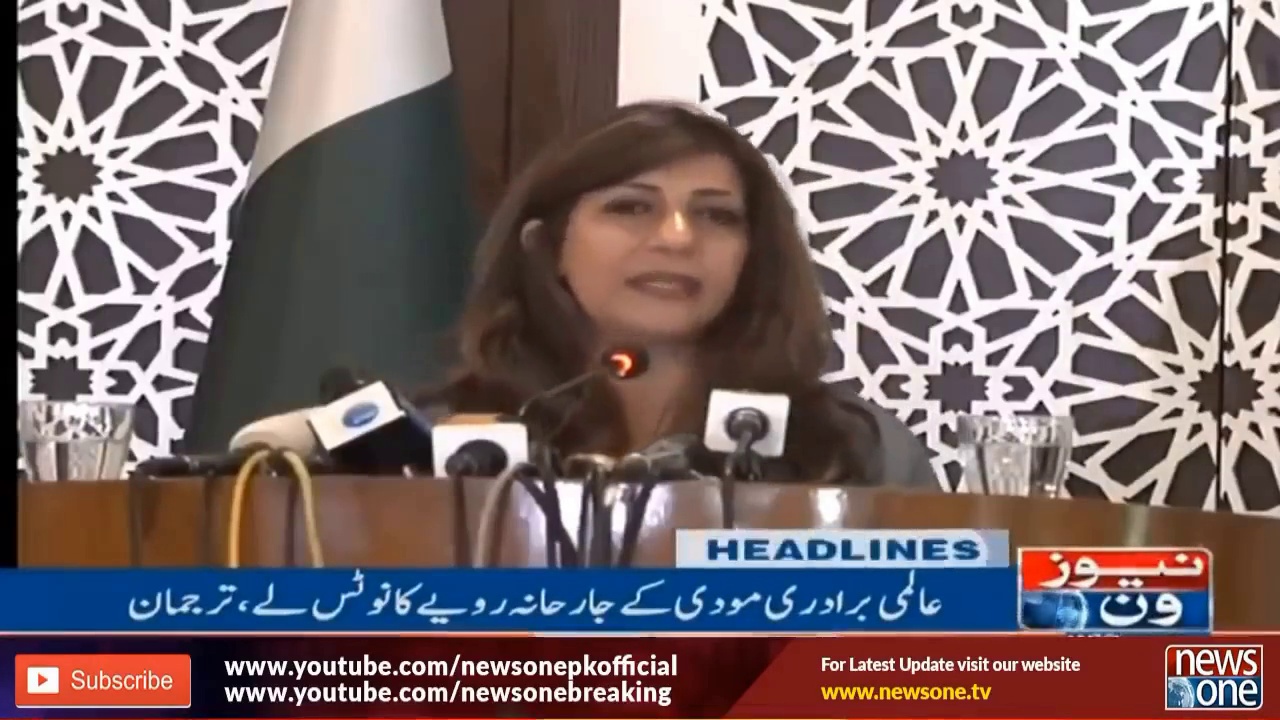 HEADLINES
عالمی برادری مودی کے جارحانہ رویے کا نوٹس لے، ترجمان
نیوز
ون
Subscribe
www.youtube.com/newsonepkofficial
www.youtube.com/newsonebreaking
For Latest Update visit our website
www.newsone.tv
news
one